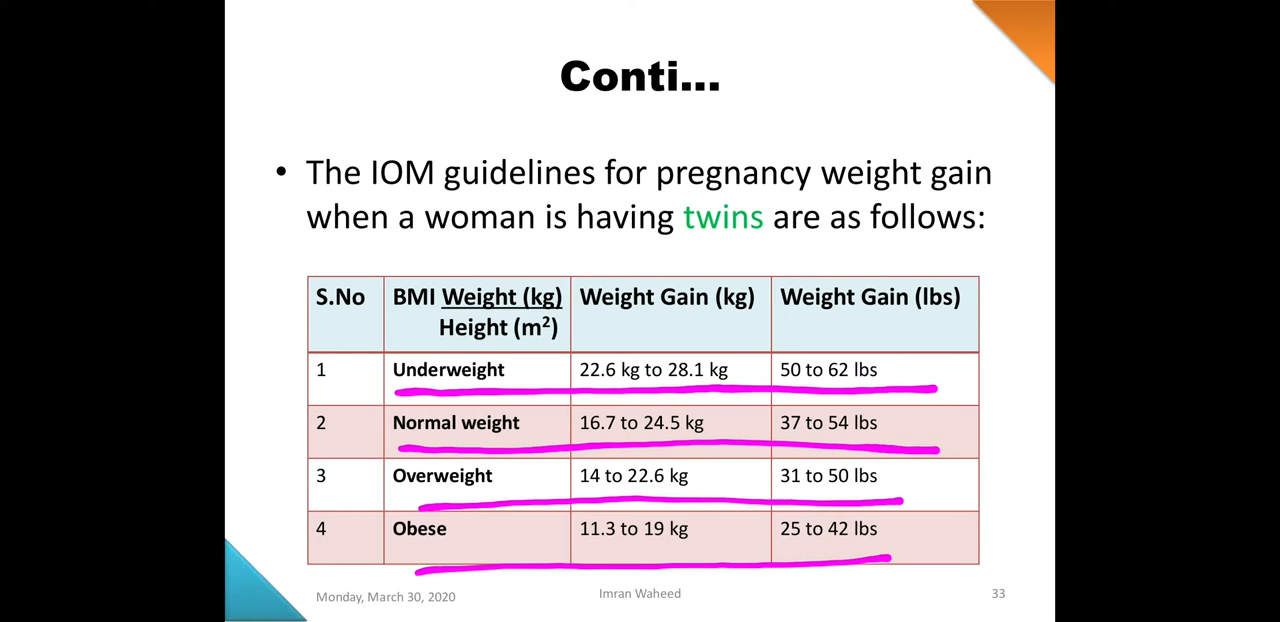 Conti...
• The IOM guidelines for pregnancy weight gain
when a woman is having twins are as follows:
S.No BMI Weight (kg) Weight Gain (kg) Weight Gain (lbs)
Height (m²)
1 Underweight 22.6 kg to 28.1 kg 50 to 62 lbs
2 Normal weight 16.7 to 24.5 kg 37 to 54 lbs
3 Overweight 14 to 22.6 kg 31 to 50 lbs
4 Obese 11.3 to 19 kg 25 to 42 lbs
Monday, March 30, 2020 Imran Waheed 33